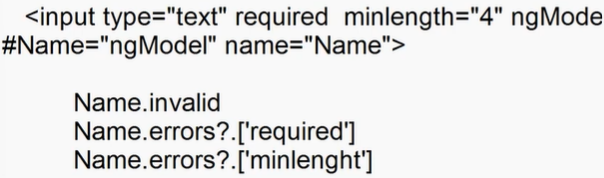 <input type="text" required minlength="4" ngMode
#Name="ngModel" name="Name">
Name.invalid
Name.errors?.['required']
Name.errors?.['minlenght']